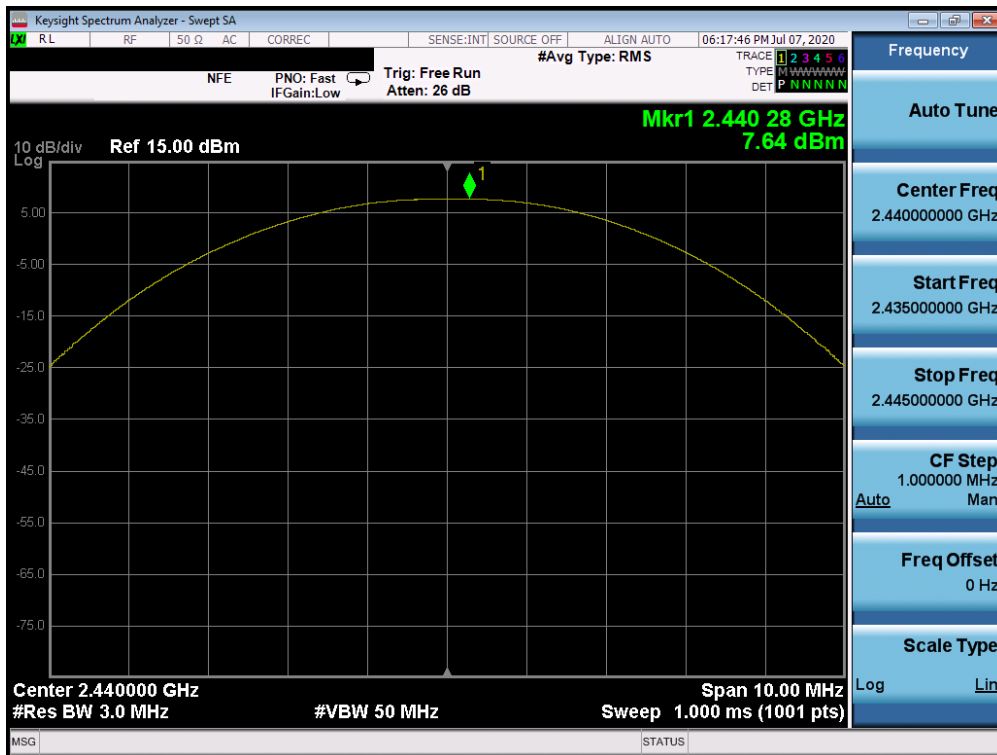 Keysight Spectrum Analyzer - Swept SA
LXI RL RF 50 Ω AC CORREC SENSE:INT SOURCE OFF ALIGN AUTO 06:17:46 PM Jul 07, 2020
NFE
PNO: Fast
IFGain:Low
Trig: Free Run
Atten: 26 dB
#Avg Type: RMS
TRACE 1 2 3 4 5 6
TYPE M WWWWW
DET P N N N N N
Mkr1 2.440 28 GHz
7.64 dBm
10 dB/div Ref 15.00 dBm
Log
1
5.00
-5.00
-15.0
-25.0
-35.0
-45.0
-55.0
-65.0
-75.0
Center 2.440000 GHz Span 10.00 MHz
#Res BW 3.0 MHz #VBW 50 MHz Sweep 1.000 ms (1001 pts)
MSG STATUS
Frequency
Auto Tune
Center Freq
2.440000000 GHz
Start Freq
2.435000000 GHz
Stop Freq
2.445000000 GHz
CF Step
1.000000 MHz
Auto Man
Freq Offset
0 Hz
Scale Type
Log Lin